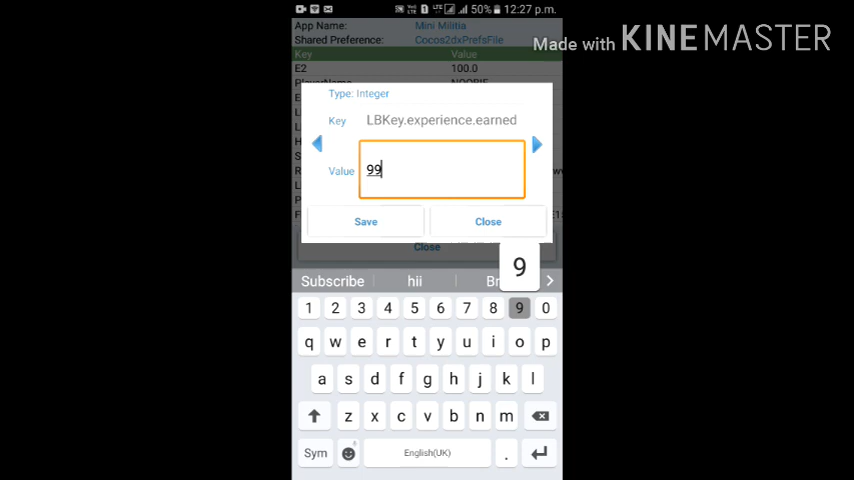 50% 12:27 p.m.
App Name: Mini Militia
Shared Preference: Cocos2dxPrefsFile
Made with KINEMASTER
Key Value
E2 100.0
Type: Integer
Key LBKey.experience.earned
Value 99
Save Close
Close
9
Subscribe hii
1 2 3 4 5 6 7 8 9 0
q w e r t y u i o p
a s d f g h j k l
z x c v b n m
Sym English(UK) .